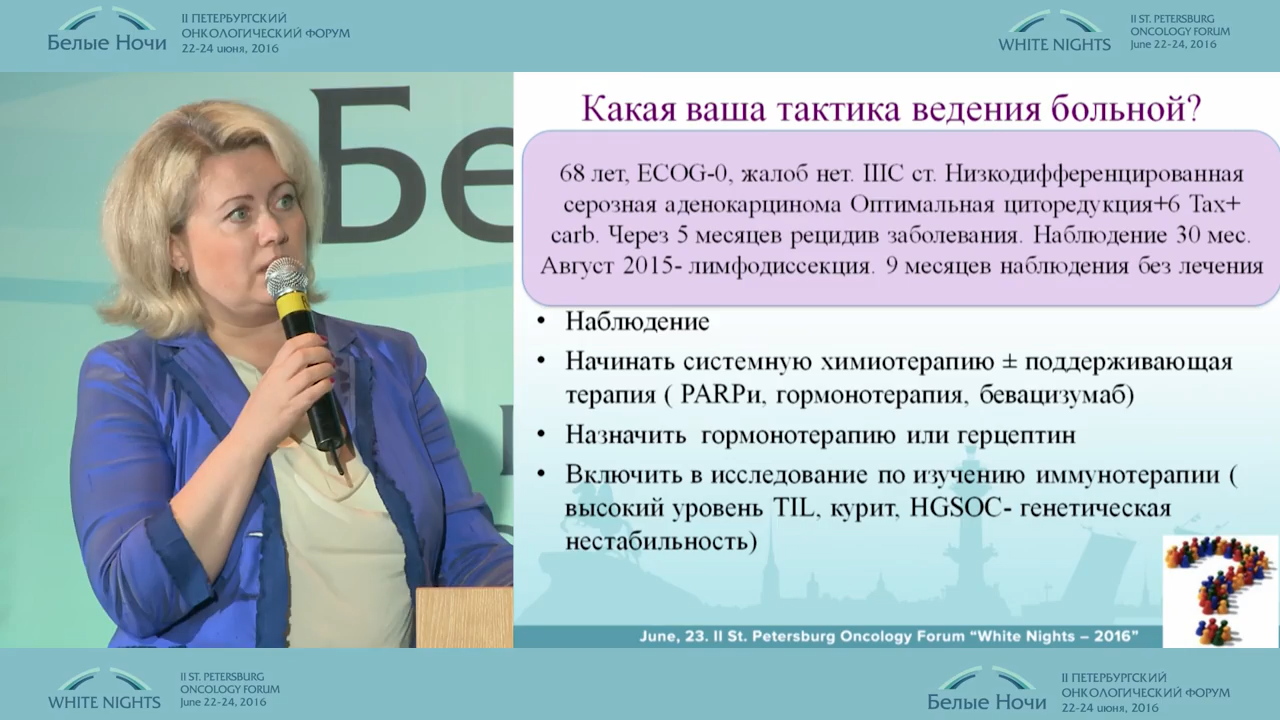 II ПЕТЕРБУРГСКИЙ
ОНКОЛОГИЧЕСКИЙ ФОРУМ
Белые Ночи
22-24 июня, 2016
WHITE NIGHTS
II ST. PETERSBURG
ONCOLOGY FORUM
June 22-24, 2016
Бе
Какая ваша тактика ведения больной?
68 лет, ECOG-0, жалоб нет. IIIC ст. Низкодифференцированная
серозная аденокарцинома Оптимальная циторедукция+6 Tax+
carb. Через 5 месяцев рецидив заболевания. Наблюдение 30 мес.
Август 2015- лимфодиссекция. 9 месяцев наблюдения без лечения
• Наблюдение
• Начинать системную химиотерапию ± поддерживающая
терапия ( PARPи, гормонотерапия, бевацизумаб)
• Назначить гормонотерапию или герцептин
• Включить в исследование по изучению иммунотерапии (
высокий уровень TIL, курит, HGSOC- генетическая
нестабильность)
June, 23. II St. Petersburg Oncology Forum “White Nights – 2016”
WHITE NIGHTS
II ST. PETERSBURG
ONCOLOGY FORUM
June 22-24, 2016
Белые Ночи
II ПЕТЕРБУРГСКИЙ
ОНКОЛОГИЧЕСКИЙ ФОРУМ
22-24 июня, 2016